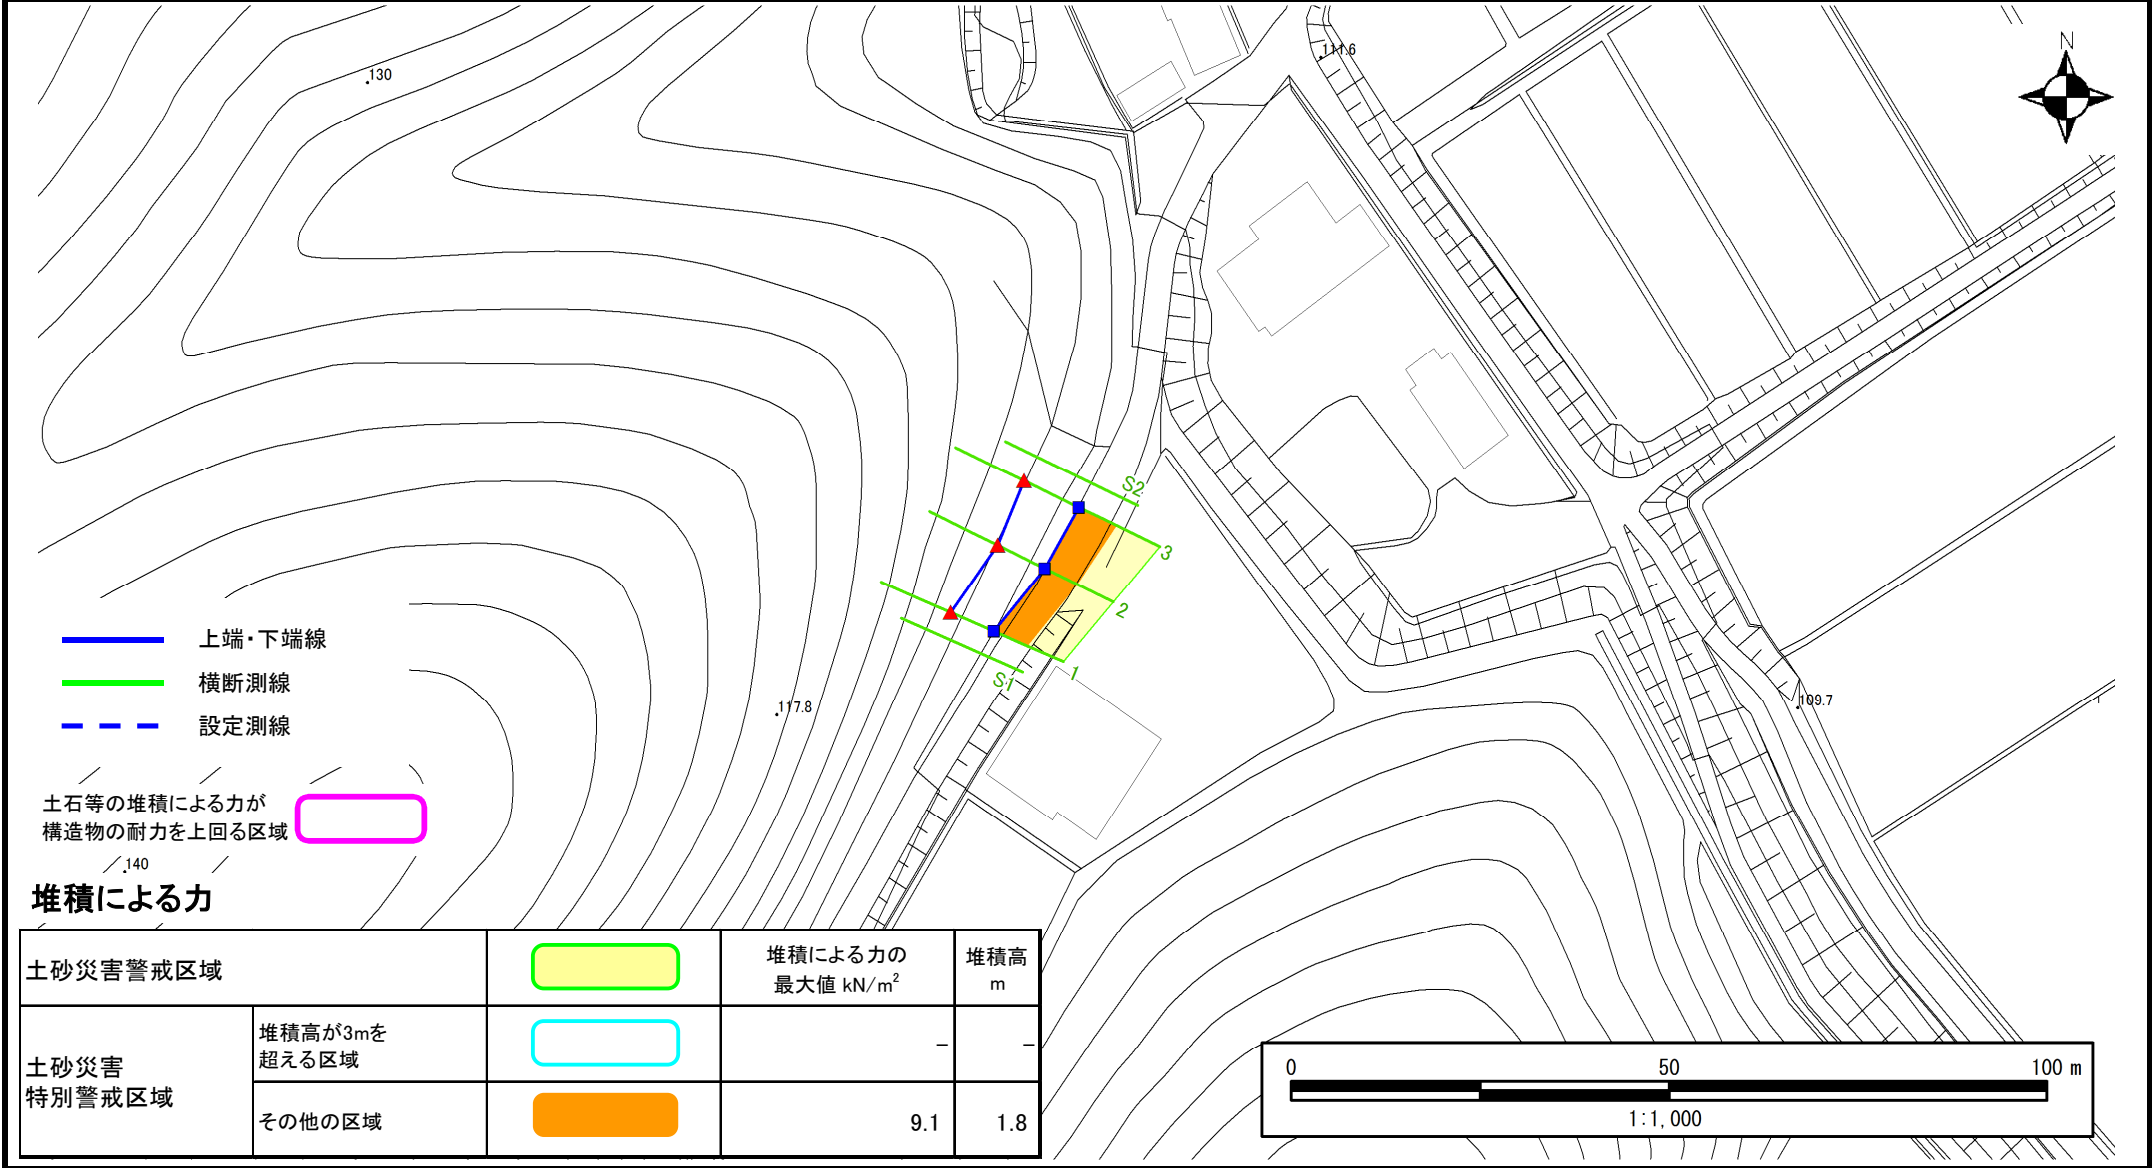 130
111.6
N
S2
3
2
1
S1
上端・下端線
横断測線
設定測線
117.8
109.7
土石等の堆積による力が
構造物の耐力を上回る区域
140
堆積による力
土砂災害警戒区域
堆積による力の
最大値 kN/m²
堆積高
m
土砂災害
特別警戒区域
堆積高が3mを
超える区域
－
－
その他の区域
9.1
1.8
0 50 100 m
1:1,000